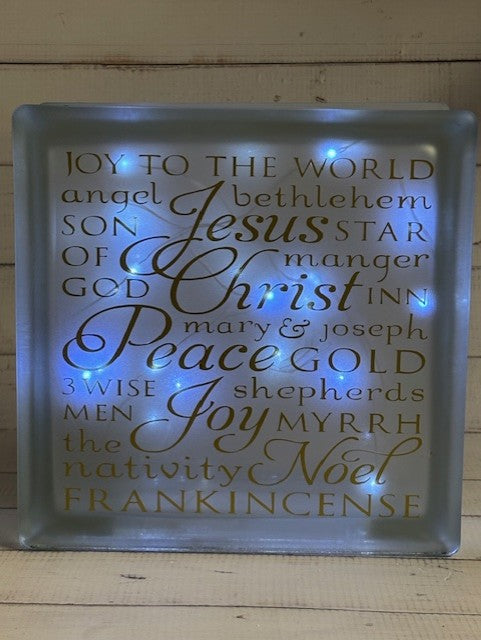 JOY TO THE WORLD
angel Jesus bethlehem
SON STAR
OF Christ manger
GOD INN
Peace mary & joseph
GOLD
3 WISE Joy shepherds
MEN MYRRH
the
nativity Noel
FRANKINCENSE